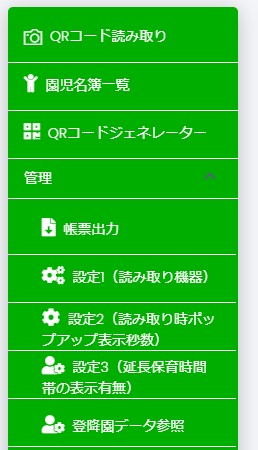 QRコード読み取り
園児名簿一覧
QRコードジェネレーター
管理
帳票出力
設定1（読み取り機器）
設定2（読み取り時ポッ
プアップ表示秒数）
設定3（延長保育時間
帯の表示有無）
登降園データ参照